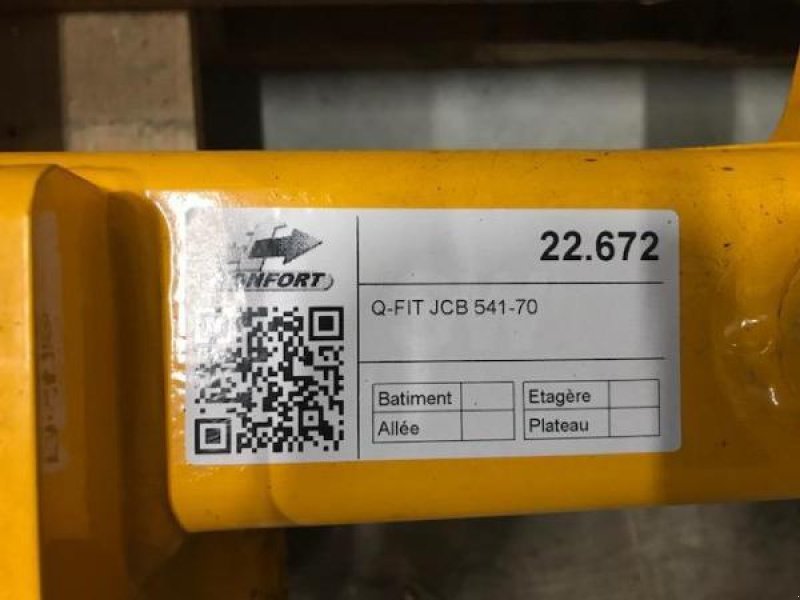 22.672
Q-FIT JCB 541-70
Batiment
Etagère
Allée
Plateau